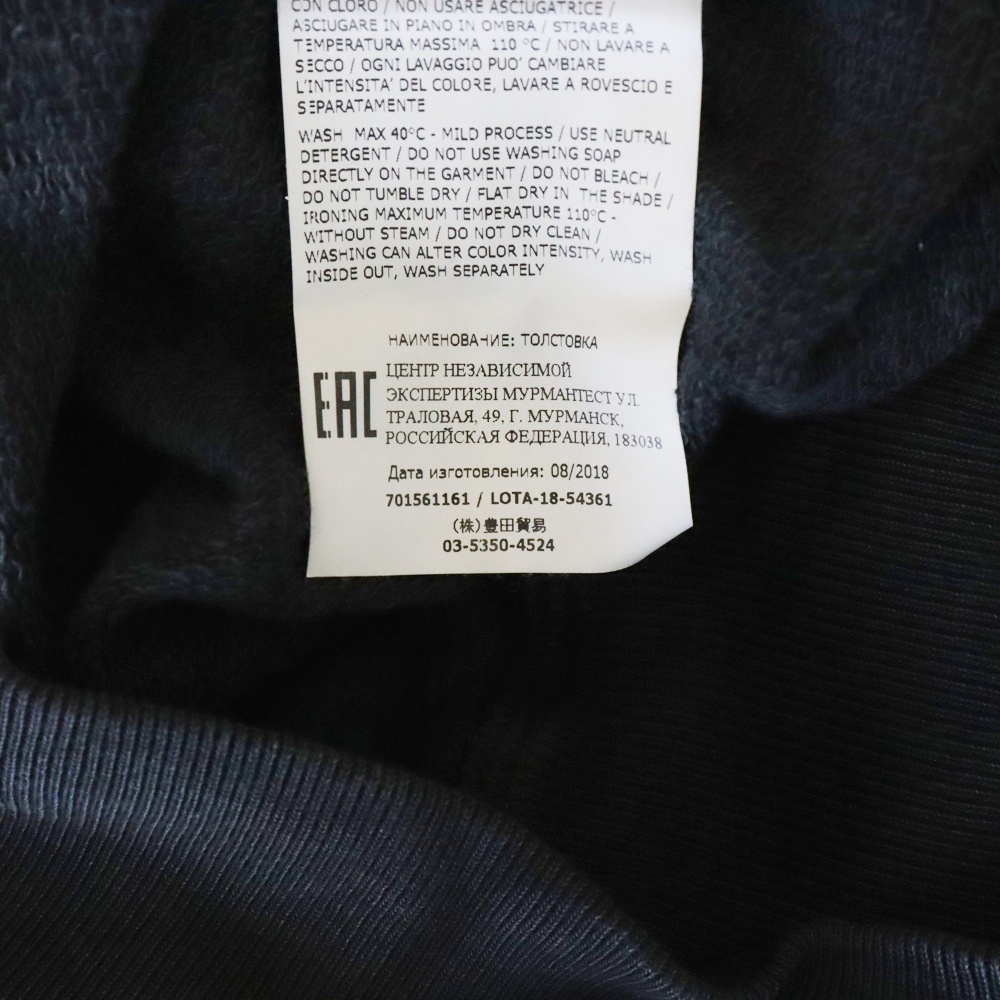 CON CLORO / NON USARE ASCIUGATRICE /
ASCIUGARE IN PIANO IN OMBRA / STIRARE A
TEMPERATURA MASSIMA 110 °C / NON LAVARE A
SECCO / OGNI LAVAGGIO PUO' CAMBIARE
L'INTENSITA' DEL COLORE, LAVARE A ROVESCIO E
SEPARATAMENTE
WASH MAX 40°C - MILD PROCESS / USE NEUTRAL
DETERGENT / DO NOT USE WASHING SOAP
DIRECTLY ON THE GARMENT / DO NOT BLEACH /
DO NOT TUMBLE DRY / FLAT DRY IN THE SHADE /
IRONING MAXIMUM TEMPERATURE 110°C -
WITHOUT STEAM / DO NOT DRY CLEAN /
WASHING CAN ALTER COLOR INTENSITY, WASH
INSIDE OUT, WASH SEPARATELY
НАИМЕНОВАНИЕ: ТОЛСТОВКА
EAC
ЦЕНТР НЕЗАВИСИМОЙ
ЭКСПЕРТИЗЫ МУРМАНТЕСТ УЛ.
ТРАЛОВАЯ, 49, Г. МУРМАНСК,
РОССИЙСКАЯ ФЕДЕРАЦИЯ, 183038
Дата изготовления: 08/2018
701561161 / LOTA-18-54361
(株)豊田貿易
03-5350-4524